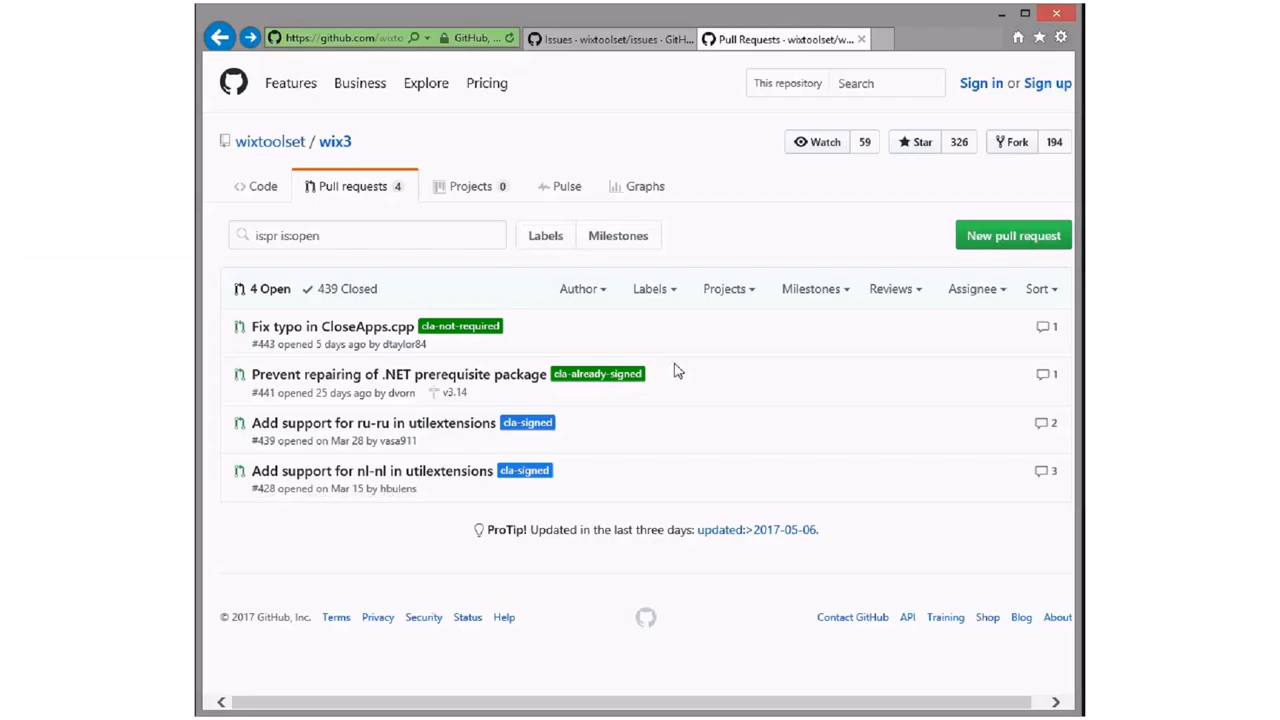 https://github.com/wixto
GitHub, ...
Issues - wixtoolset/issues - GitH...
Pull Requests - wixtoolset/w...
Features Business Explore Pricing
This repository Search
Sign in or Sign up
wixtoolset / wix3
Watch 59 Star 326 Fork 194
Code Pull requests 4 Projects 0 Pulse Graphs
is:pr is:open Labels Milestones New pull request
4 Open 439 Closed Author Labels Projects Milestones Reviews Assignee Sort
Fix typo in CloseApps.cpp cla-not-required 1
#443 opened 5 days ago by dtaylor84
Prevent repairing of .NET prerequisite package cla-already-signed 1
#441 opened 25 days ago by dvorn v3.14
Add support for ru-ru in utilextensions cla-signed 2
#439 opened on Mar 28 by vasa911
Add support for nl-nl in utilextensions cla-signed 3
#428 opened on Mar 15 by hbulens
ProTip! Updated in the last three days: updated:>2017-05-06.
© 2017 GitHub, Inc. Terms Privacy Security Status Help Contact GitHub API Training Shop Blog About